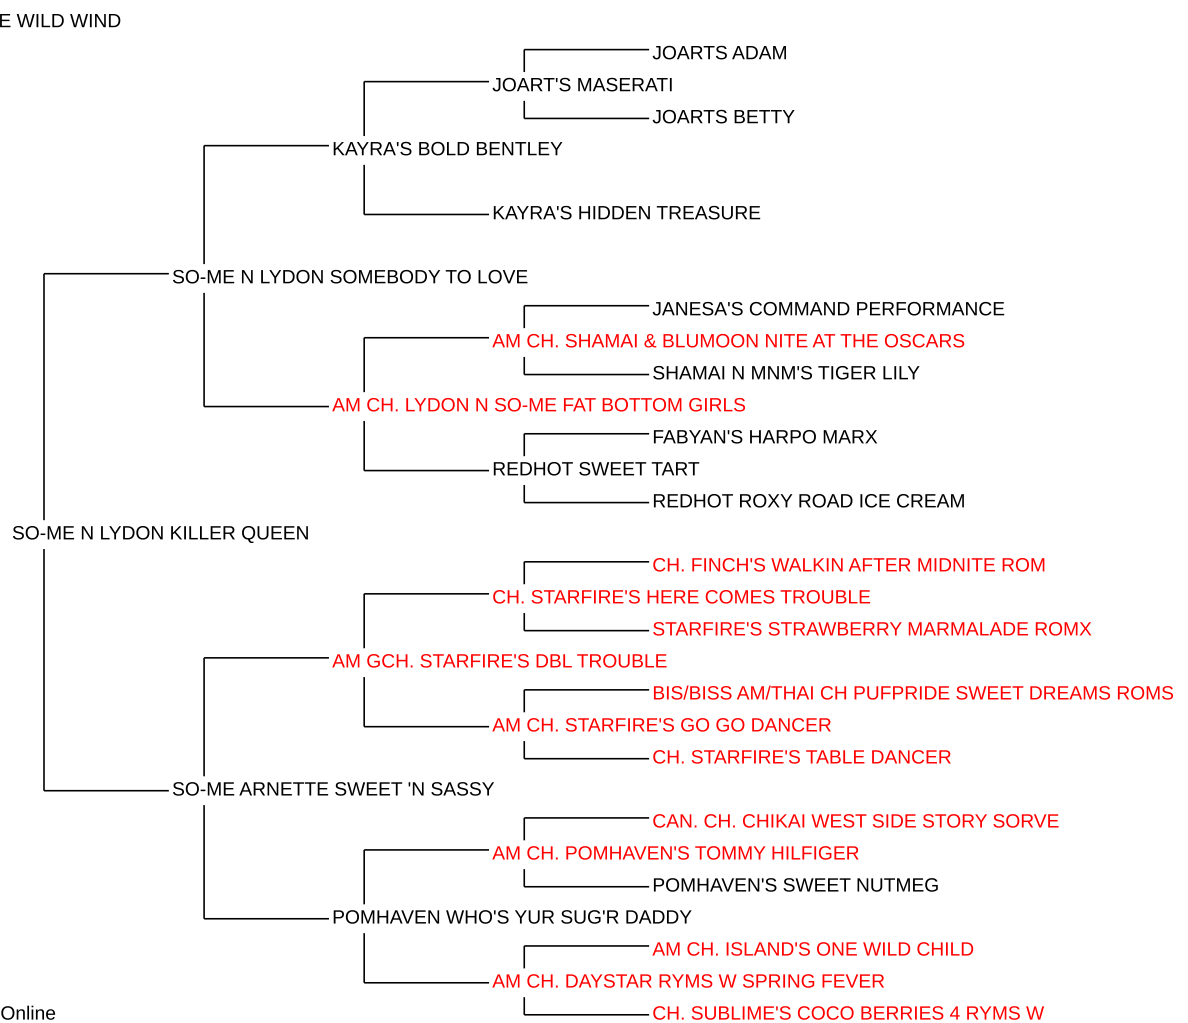 E WILD WIND
JOARTS ADAM
JOART'S MASERATI
JOARTS BETTY
KAYRA'S BOLD BENTLEY
KAYRA'S HIDDEN TREASURE
SO-ME N LYDON SOMEBODY TO LOVE
JANESA'S COMMAND PERFORMANCE
AM CH. SHAMAI & BLUMOON NITE AT THE OSCARS
SHAMAI N MNM'S TIGER LILY
AM CH. LYDON N SO-ME FAT BOTTOM GIRLS
FABYAN'S HARPO MARX
REDHOT SWEET TART
REDHOT ROXY ROAD ICE CREAM
SO-ME N LYDON KILLER QUEEN
CH. FINCH'S WALKIN AFTER MIDNITE ROM
CH. STARFIRE'S HERE COMES TROUBLE
STARFIRE'S STRAWBERRY MARMALADE ROMX
AM GCH. STARFIRE'S DBL TROUBLE
BIS/BISS AM/THAI CH PUFPRIDE SWEET DREAMS ROMS
AM CH. STARFIRE'S GO GO DANCER
CH. STARFIRE'S TABLE DANCER
SO-ME ARNETTE SWEET 'N SASSY
CAN. CH. CHIKAI WEST SIDE STORY SORVE
AM CH. POMHAVEN'S TOMMY HILFIGER
POMHAVEN'S SWEET NUTMEG
POMHAVEN WHO'S YUR SUG'R DADDY
AM CH. ISLAND'S ONE WILD CHILD
AM CH. DAYSTAR RYMS W SPRING FEVER
CH. SUBLIME'S COCO BERRIES 4 RYMS W
Online